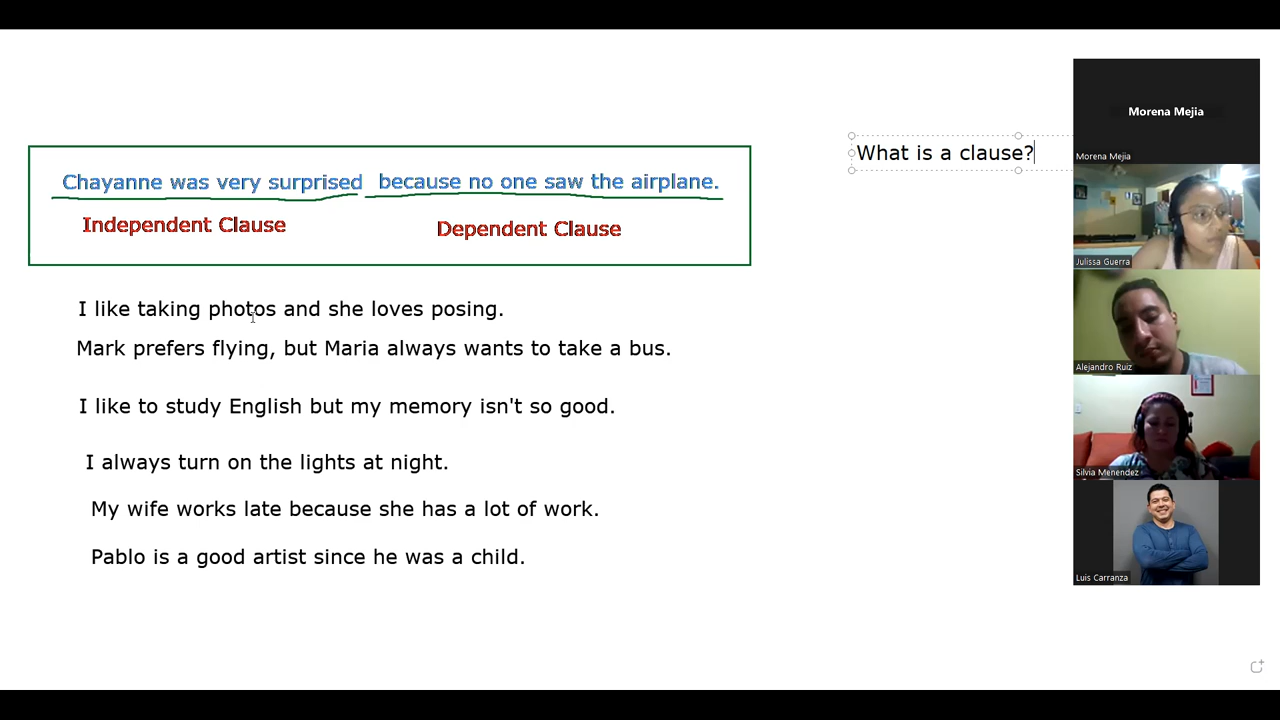 Chayanne was very surprised because no one saw the airplane.
Independent Clause Dependent Clause
I like taking photos and she loves posing.
Mark prefers flying, but Maria always wants to take a bus.
I like to study English but my memory isn't so good.
I always turn on the lights at night.
My wife works late because she has a lot of work.
Pablo is a good artist since he was a child.
What is a clause?
Morena Mejia
Morena Mejia
Julissa Guerra
Alejandro Ruiz
Silvia Menendez
Luis Carranza